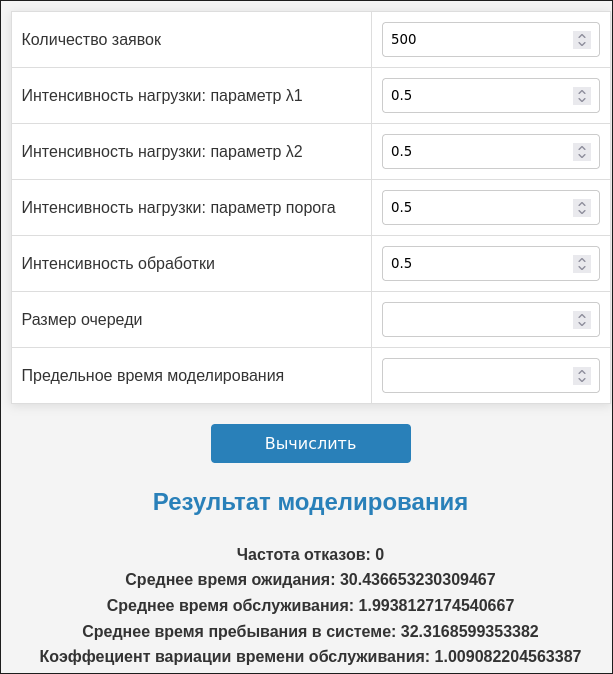 Количество заявок 500
Интенсивность нагрузки: параметр λ1 0.5
Интенсивность нагрузки: параметр λ2 0.5
Интенсивность нагрузки: параметр порога 0.5
Интенсивность обработки 0.5
Размер очереди
Предельное время моделирования
Вычислить
Результат моделирования
Частота отказов: 0
Среднее время ожидания: 30.436653230309467
Среднее время обслуживания: 1.9938127174540667
Среднее время пребывания в системе: 32.3168599353382
Коэффециент вариации времени обслуживания: 1.009082204563387